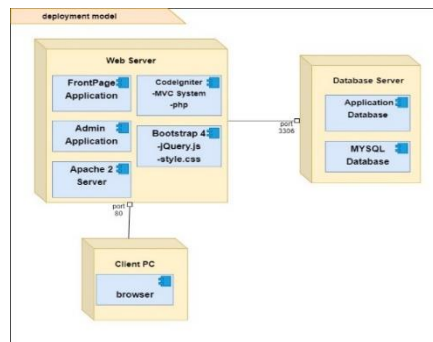 deployment model
Web Server
FrontPage
Application
Codeigniter
-MVC System
-php
Admin
Application
Bootstrap 4
-jQuery.js
-style.css
Apache 2
Server
port
80
port
3306
Database Server
Application
Database
MYSQL
Database
Client PC
browser